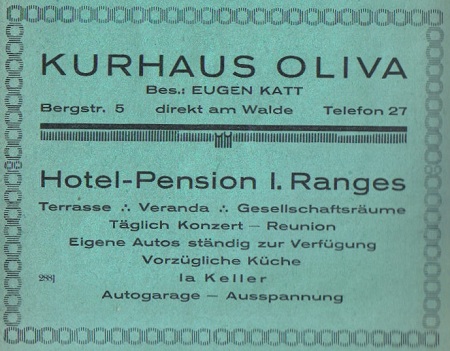 KURHAUS OLIVA
Bes.: EUGEN KATT
Bergstr. 5 direkt am Walde Telefon 27
Hotel-Pension I. Ranges
Terrasse ∴ Veranda ∴ Gesellschaftsräume
Täglich Konzert – Reunion
Eigene Autos ständig zur Verfügung
Vorzügliche Küche
288] Ia Keller
Autogarage – Ausspannung